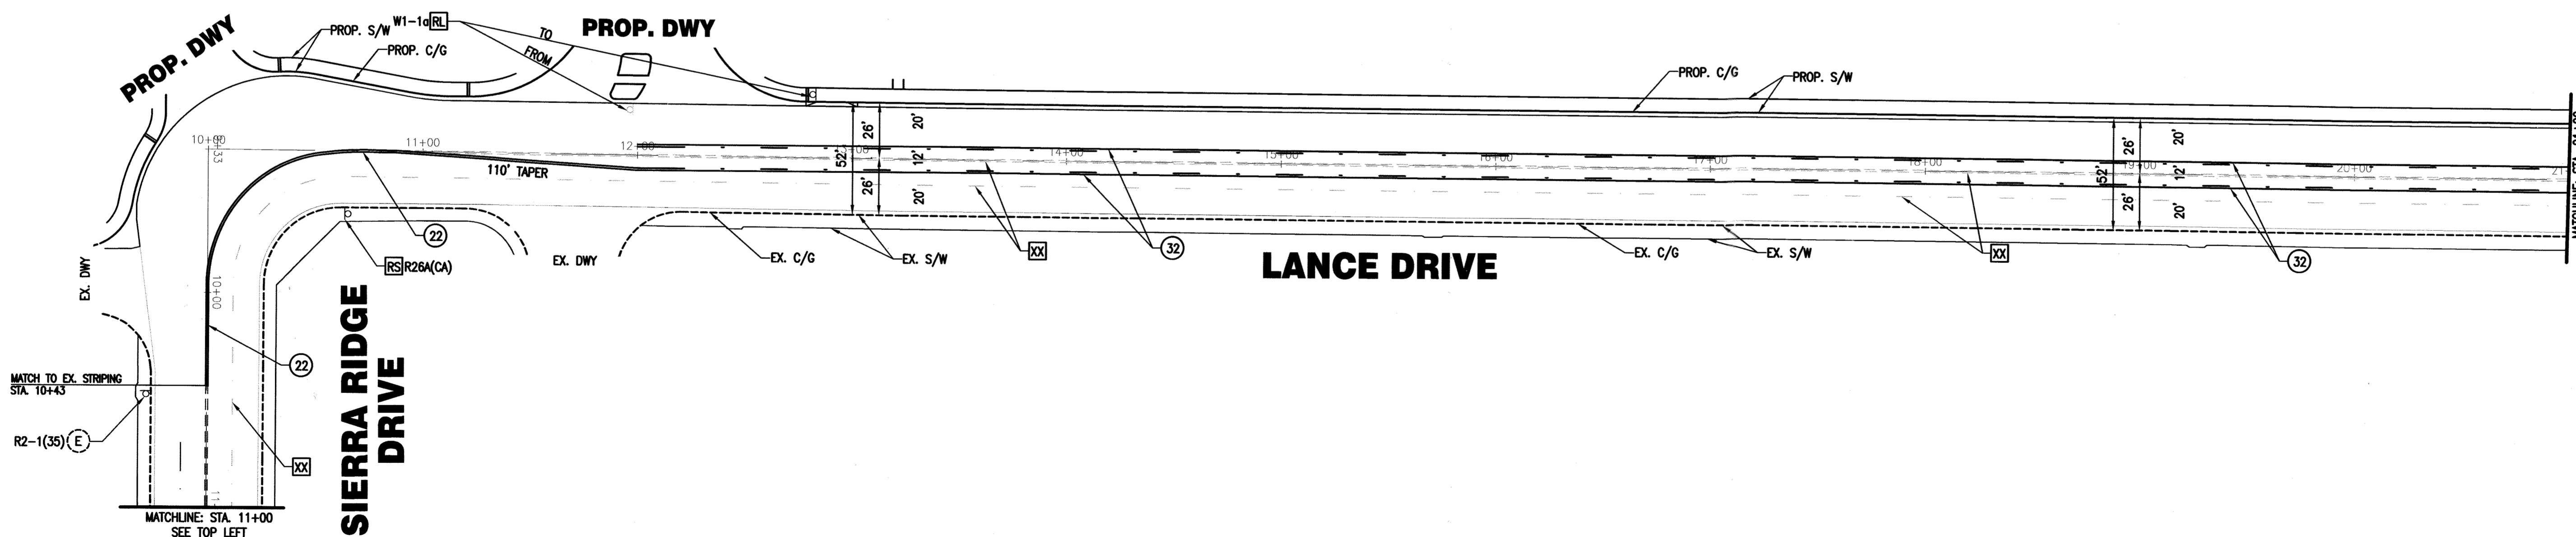 PROP. DWY
PROP. S/W
PROP. C/G
W1-1a RL
TO
FROM
PROP. DWY
PROP. C/G
PROP. S/W
10+00
11+00
12+00
14+00
15+00
16+00
17+00
18+00
19+00
20+00
110' TAPER
52'
26'
26'
20'
12'
20'
52'
26'
26'
20'
12'
20'
22
RS R26A(CA)
EX. DWY
EX. DWY
EX. C/G
EX. S/W
XX
32
LANCE DRIVE
EX. C/G
EX. S/W
XX
32
10+00
22
SIERRA RIDGE
DRIVE
MATCH TO EX. STRIPING
STA. 10+43
R2-1(35) E
XX
MATCHLINE: STA. 11+00
SEE TOP LEFT